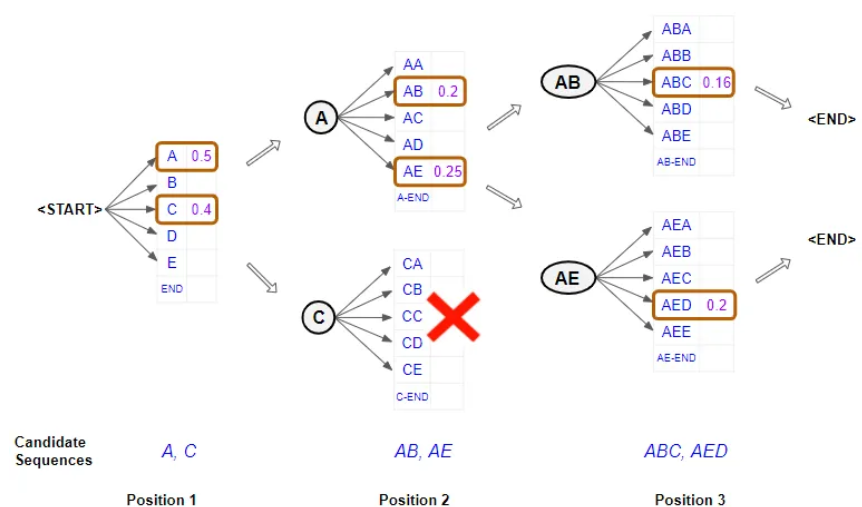 <START>
A 0.5
B
C 0.4
D
E
END
A
AA
AB 0.2
AC
AD
AE 0.25
A-END
C
CA
CB
CC
CD
CE
C-END
AB
ABA
ABB
ABC 0.16
ABD
ABE
AB-END
<END>
AE
AEA
AEB
AEC
AED 0.2
AEE
AE-END
<END>
Candidate
Sequences
A, C
AB, AE
ABC, AED
Position 1
Position 2
Position 3